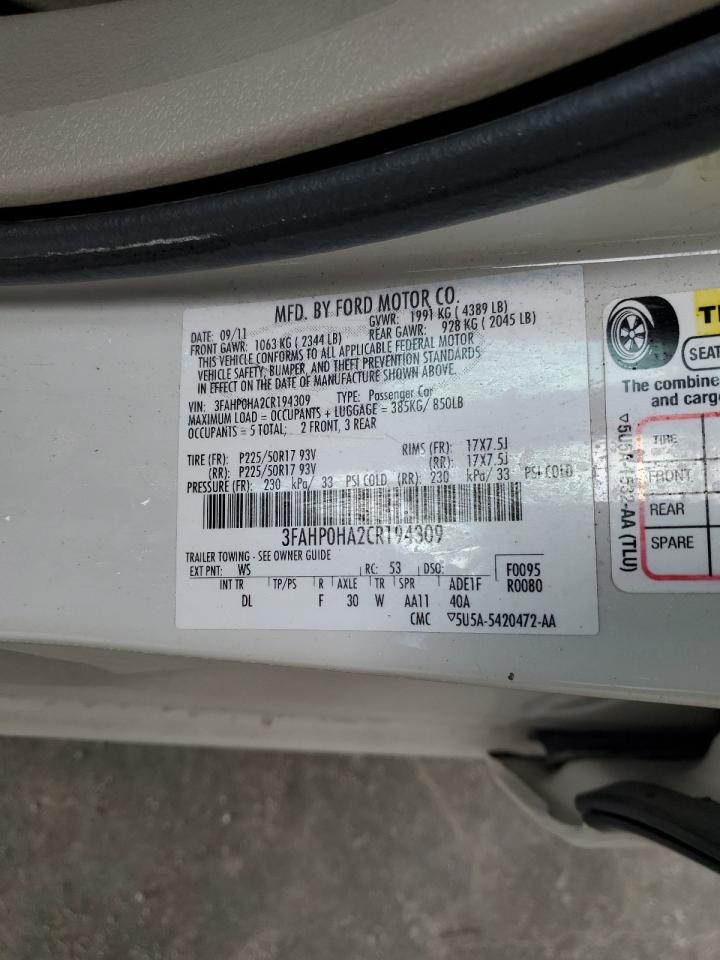 MFD. BY FORD MOTOR CO.
DATE: 09/11 GVWR: 1991 KG ( 4389 LB)
FRONT GAWR: 1063 KG ( 2344 LB) REAR GAWR: 928 KG ( 2045 LB)
THIS VEHICLE CONFORMS TO ALL APPLICABLE FEDERAL MOTOR
VEHICLE SAFETY, BUMPER, AND THEFT PREVENTION STANDARDS
IN EFFECT ON THE DATE OF MANUFACTURE SHOWN ABOVE.
VIN: 3FAHP0HA2CR194309 TYPE: Passenger Car
MAXIMUM LOAD = OCCUPANTS + LUGGAGE = 385KG/ 850LB
OCCUPANTS = 5 TOTAL; 2 FRONT, 3 REAR
TIRE (FR): P225/50R17 93V RIMS (FR): 17X7.5J
(RR): P225/50R17 93V (RR): 17X7.5J
PRESSURE (FR): 230 kPa/ 33 PSI COLD (RR): 230 kPa/ 33 PSI COLD
3FAHP0HA2CR194309
TRAILER TOWING - SEE OWNER GUIDE
EXT PNT: WS RC: 53 DSO: F0095
INT TR TP/PS R AXLE TR SPR ADE1F R0080
DL F 30 W AA11 40A
CMC ▽5U5A-5420472-AA
SEAT
The combine
and carg
TIRE
FRONT
REAR
SPARE
-AA (TLU)